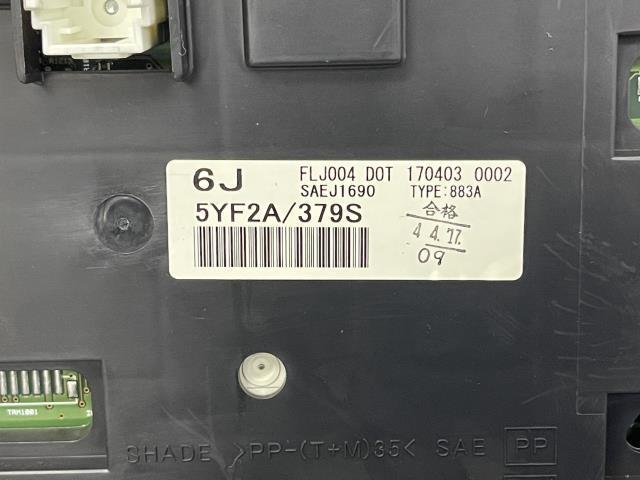 6J FLJ004 DOT 170403 0002
SAEJ1690 TYPE:883A
5YF2A/379S
合格
4 4.17.
09
TRM1001
SHADE >PP-(T+M)35< SAE PP